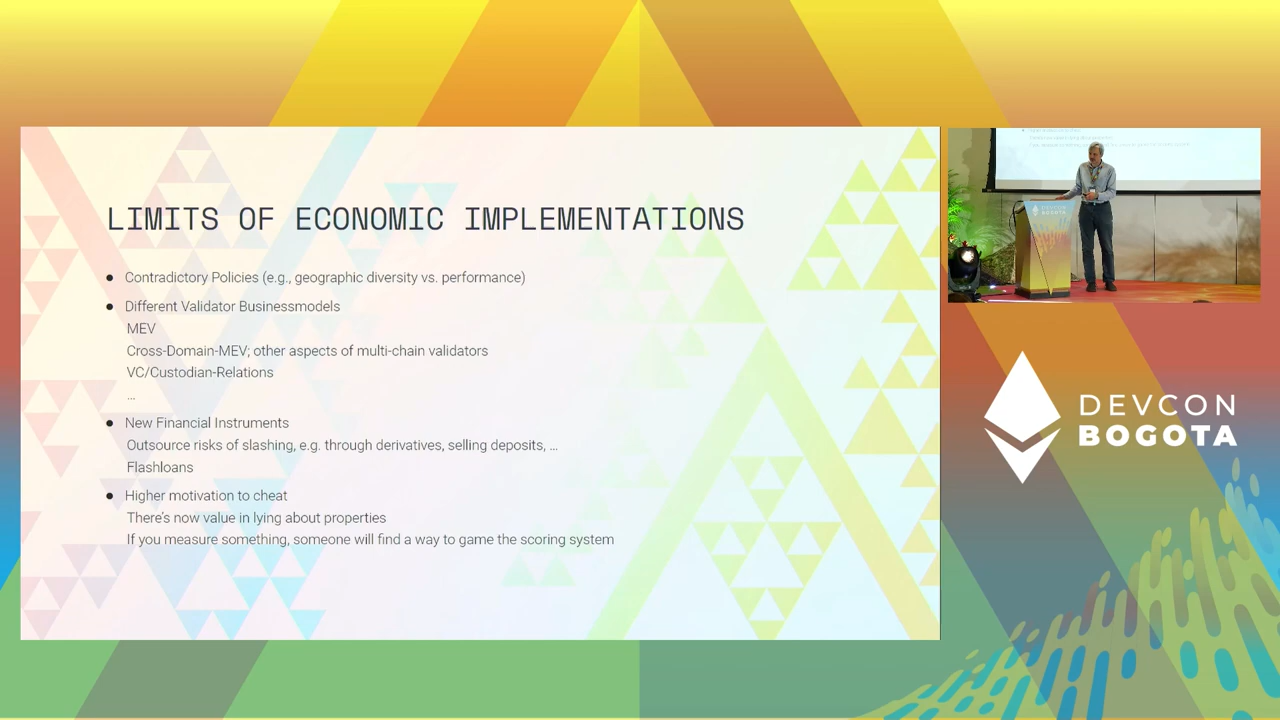 LIMITS OF ECONOMIC IMPLEMENTATIONS
● Contradictory Policies (e.g., geographic diversity vs. performance)
● Different Validator Businessmodels
MEV
Cross-Domain-MEV; other aspects of multi-chain validators
VC/Custodian-Relations
...
● New Financial Instruments
Outsource risks of slashing, e.g. through derivatives, selling deposits, ...
Flashloans
● Higher motivation to cheat
There's now value in lying about properties
If you measure something, someone will find a way to game the scoring system
DEVCON
BOGOTA
DEVCON
BOGOTA